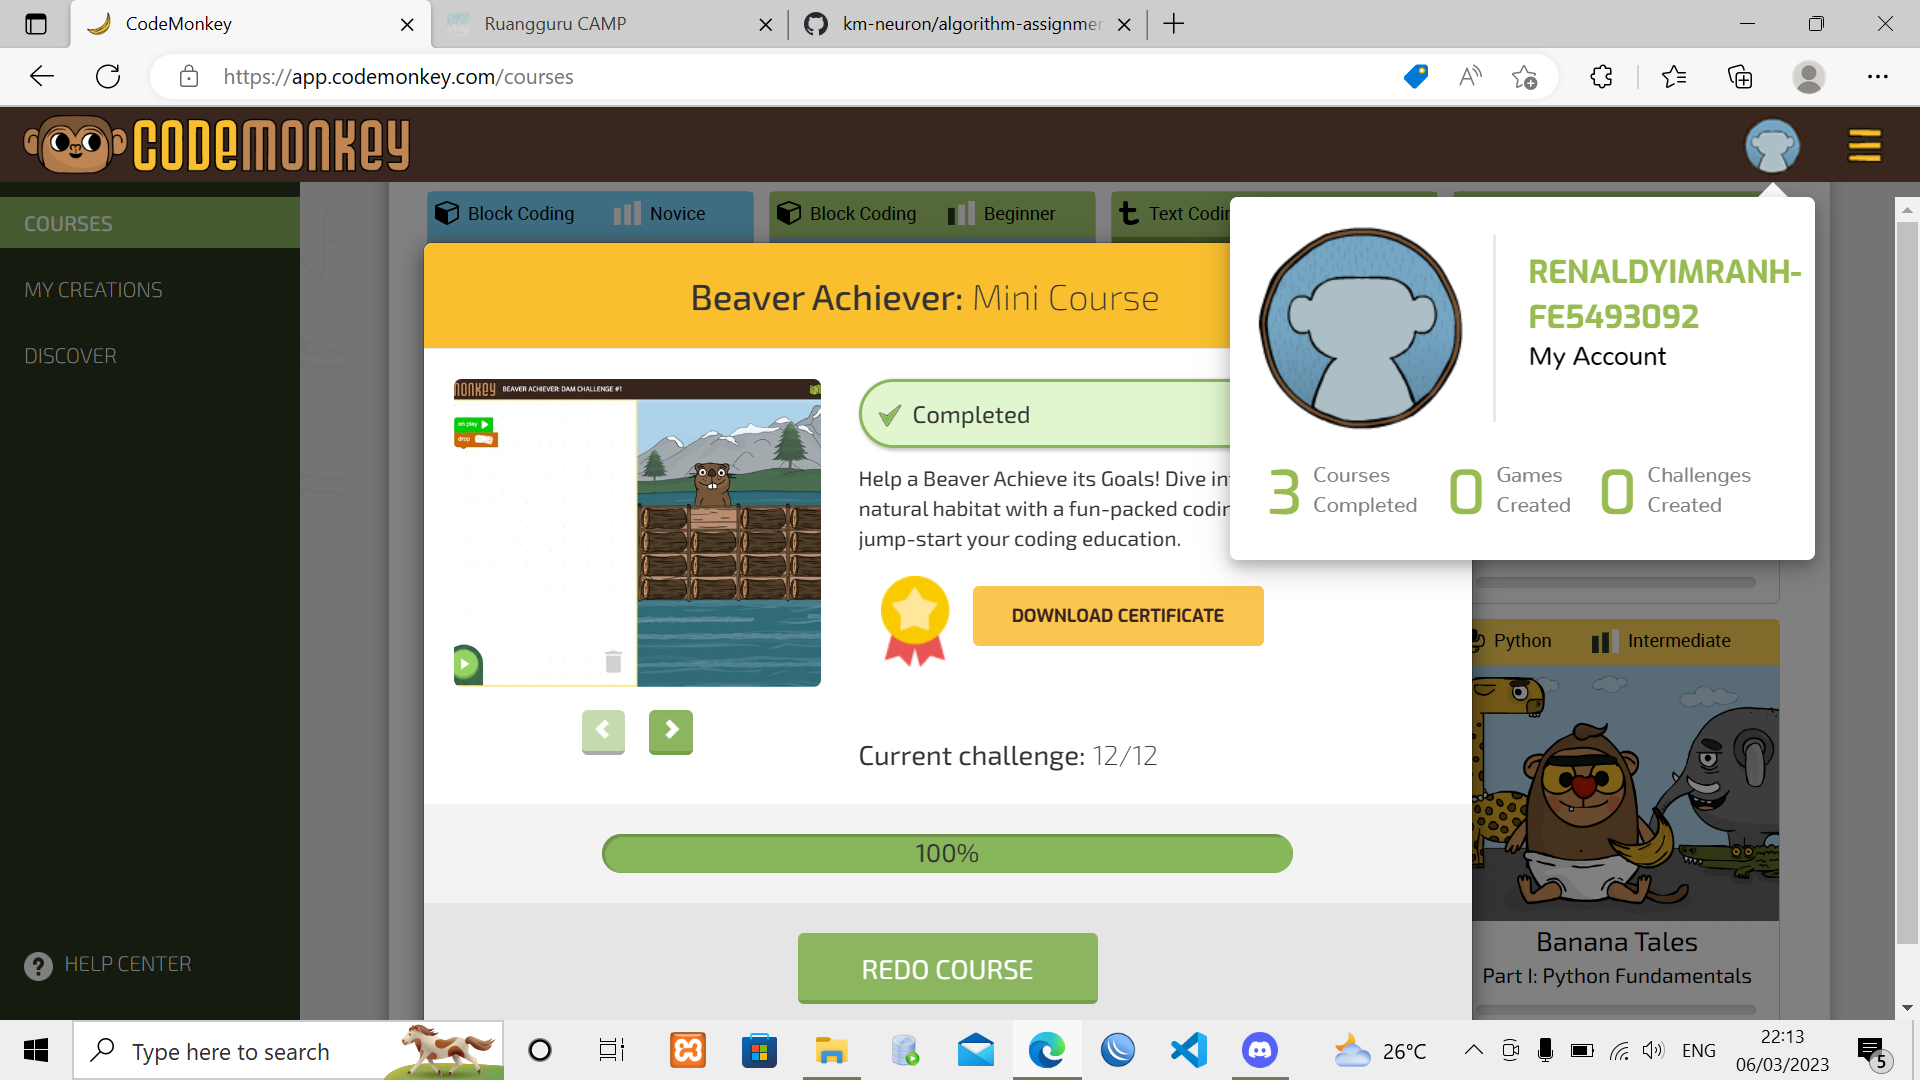 CodeMonkey
Ruangguru CAMP
km-neuron/algorithm-assignmer
https://app.codemonkey.com/courses
CODEMONKEY
COURSES
MY CREATIONS
DISCOVER
HELP CENTER
Block Coding Novice
Block Coding Beginner
Text Codin
Beaver Achiever: Mini Course
MONKEY BEAVER ACHIEVER: DAM CHALLENGE #1
on play
drop
Completed
Help a Beaver Achieve its Goals! Dive in
natural habitat with a fun-packed codin
jump-start your coding education.
DOWNLOAD CERTIFICATE
Current challenge: 12/12
100%
REDO COURSE
RENALDYIMRANH-
FE5493092
My Account
3 Courses Completed
0 Games Created
0 Challenges Created
Python Intermediate
Banana Tales
Part I: Python Fundamentals
Type here to search
26°C
ENG
22:13
06/03/2023
5